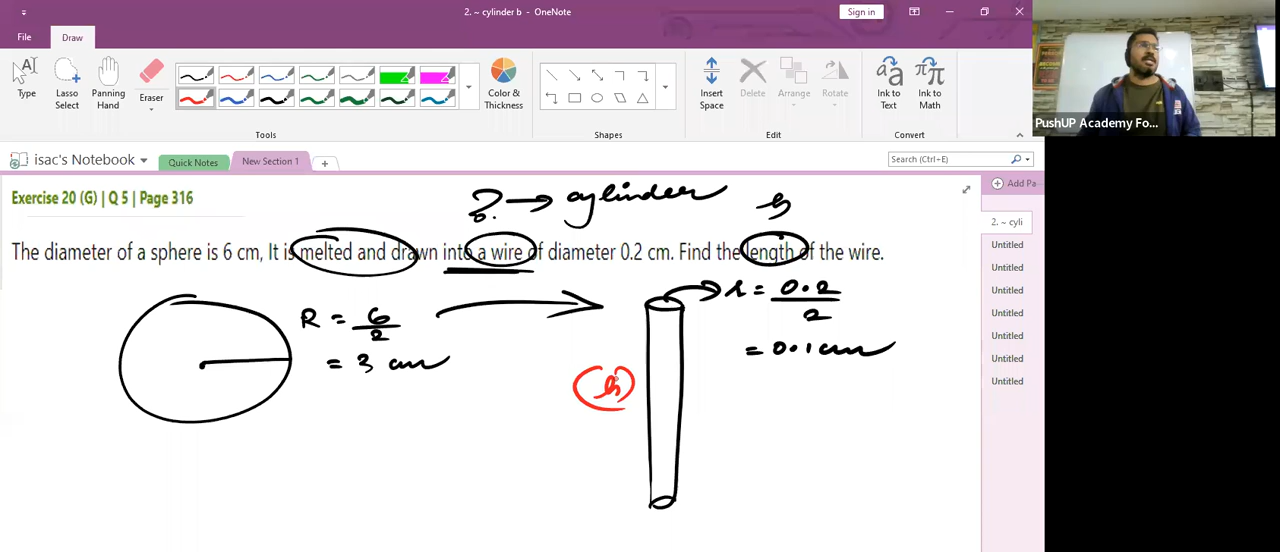 2. ~ cylinder b - OneNote
Sign in
File
Draw
Type
Lasso Select
Panning Hand
Eraser
Color & Thickness
Insert Space
Delete
Arrange
Rotate
Ink to Text
Ink to Math
Tools
Shapes
Edit
Convert
PushUP Academy Fo...
isac's Notebook
Quick Notes
New Section 1
Search (Ctrl+E)
Add Pa
Exercise 20 (G) | Q 5 | Page 316
? → cylinder
h
2. ~ cyli
The diameter of a sphere is 6 cm, It is melted and drawn into a wire of diameter 0.2 cm. Find the length of the wire.
Untitled
Untitled
Untitled
Untitled
Untitled
Untitled
Untitled
R = 6/2
= 3 cm
r = 0.2/2
= 0.1 cm
h